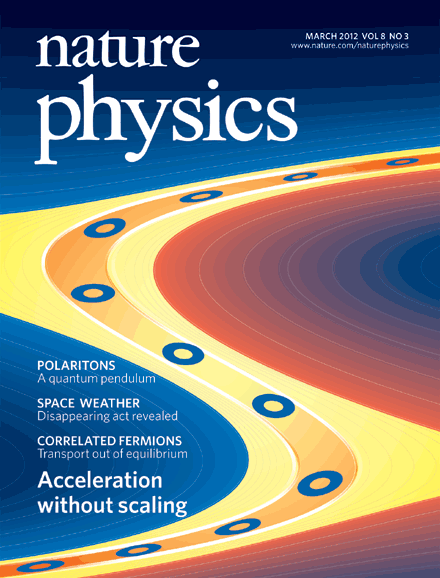 nature
physics
MARCH 2012 VOL 8 NO 3
www.nature.com/naturephysics
POLARITONS
A quantum pendulum
SPACE WEATHER
Disappearing act revealed
CORRELATED FERMIONS
Transport out of equilibrium
Acceleration
without scaling